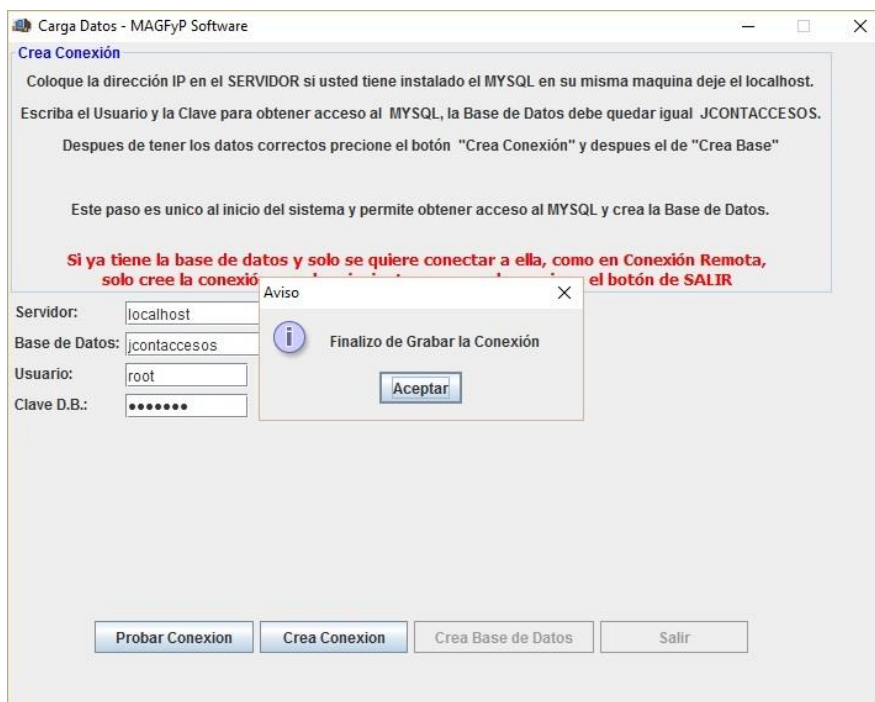 Carga Datos - MAGFyP Software
Crea Conexión
Coloque la dirección IP en el SERVIDOR si usted tiene instalado el MYSQL en su misma maquina deje el localhost.
Escriba el Usuario y la Clave para obtener acceso al MYSQL, la Base de Datos debe quedar igual JCONTACCESOS.
Despues de tener los datos correctos precione el botón "Crea Conexión" y despues el de "Crea Base"
Este paso es unico al inicio del sistema y permite obtener acceso al MYSQL y crea la Base de Datos.
Si ya tiene la base de datos y solo se quiere conectar a ella, como en Conexión Remota,
solo cree la conexió el botón de SALIR
Aviso
Finalizo de Grabar la Conexión
Aceptar
Servidor: localhost
Base de Datos: jcontaccesos
Usuario: root
Clave D.B.: •••••••
Probar Conexion Crea Conexion Crea Base de Datos Salir